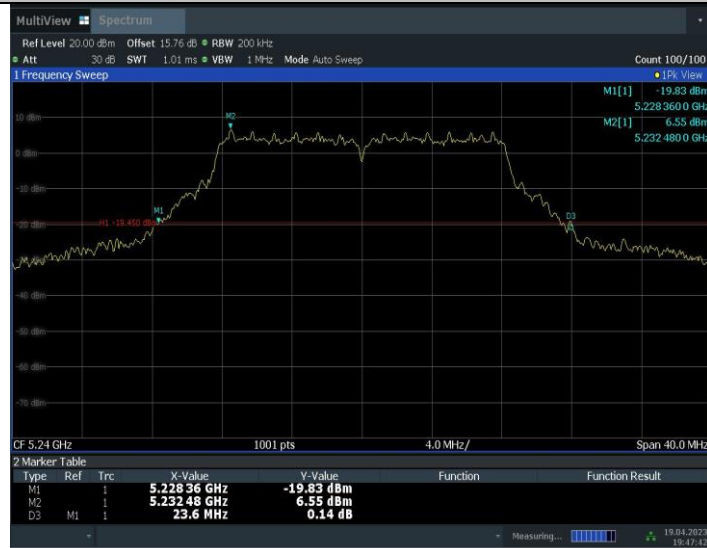 MultiView Spectrum
Ref Level 20.00 dBm Offset 15.76 dB RBW 200 kHz
Att 30 dB SWT 1.01 ms VBW 1 MHz Mode Auto Sweep Count 100/100
1 Frequency Sweep 1Pk View
M1[1] -19.83 dBm
5.228 360 0 GHz
M2[1] 6.55 dBm
5.232 480 0 GHz
10 dBm
M2
0 dBm
-10 dBm
M1
D3
-20 dBm H1 -19.450 dBm
-40 dBm
-50 dBm
-60 dBm
-70 dBm
CF 5.24 GHz 1001 pts 4.0 MHz/ Span 40.0 MHz
2 Marker Table
Type Ref Trc X-Value Y-Value Function Function Result
M1 1 5.228 36 GHz -19.83 dBm
M2 1 5.232 48 GHz 6.55 dBm
D3 M1 1 23.6 MHz 0.14 dB
Measuring... 19.04.2023
19:47:42